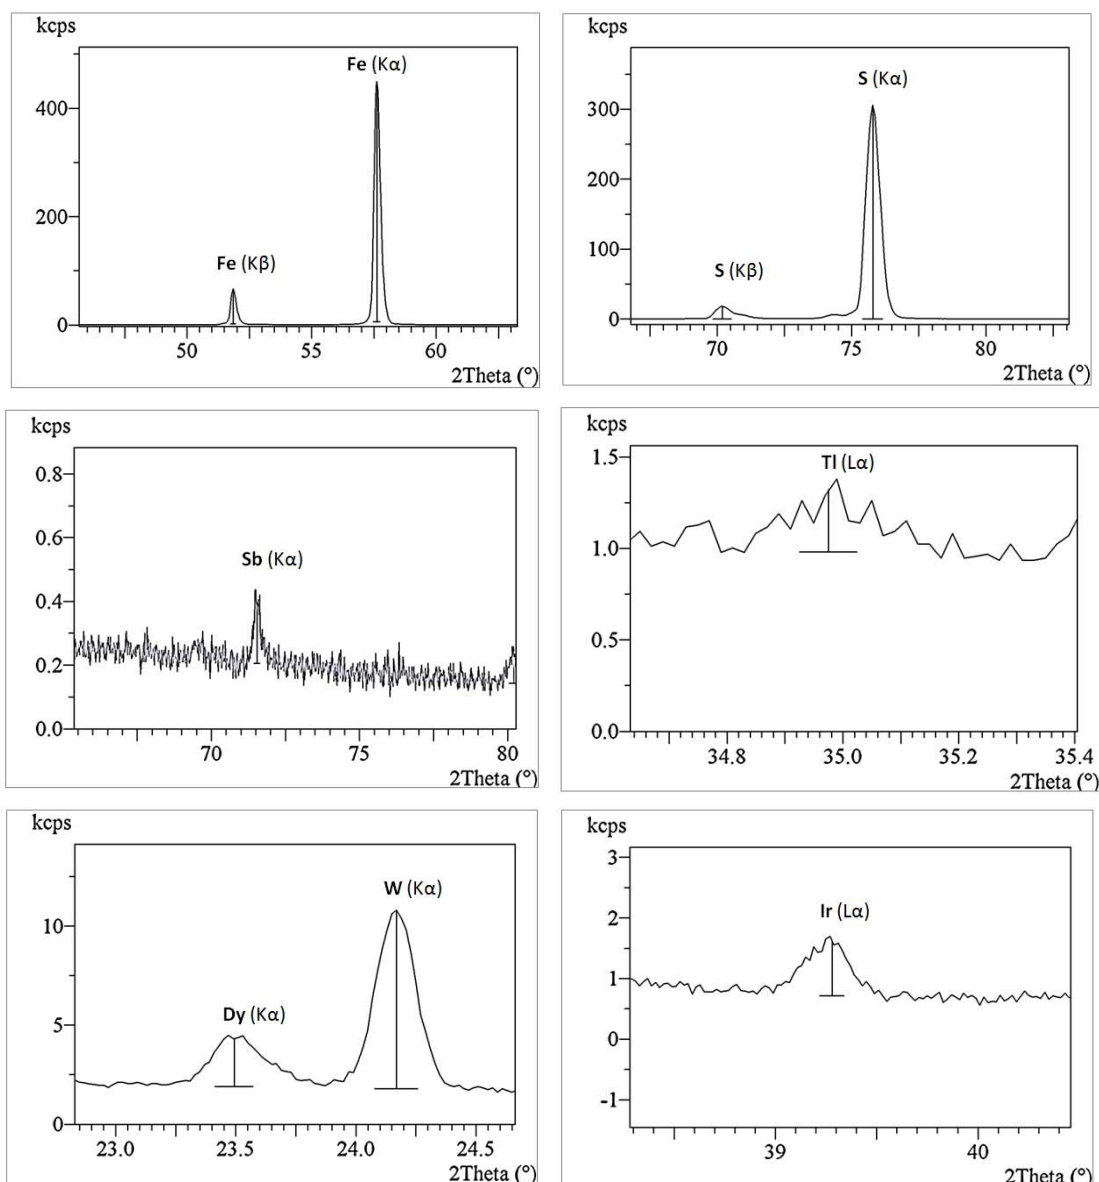 kcps
Fe (Kα)
400
200
Fe (Kβ)
0
50 55 60
2Theta (°)
kcps
S (Kα)
300
200
100
S (Kβ)
0
70 75 80
2Theta (°)
kcps
0.8
0.6
Sb (Kα)
0.4
0.2
0.0
70 75 80
2Theta (°)
kcps
1.5
Tl (Lα)
1.0
0.5
0.0
34.8 35.0 35.2 35.4
2Theta (°)
kcps
W (Kα)
10
Dy (Kα)
5
0
23.0 23.5 24.0 24.5
2Theta (°)
kcps
3
2
Ir (Lα)
1
0
-1
39 40
2Theta (°)